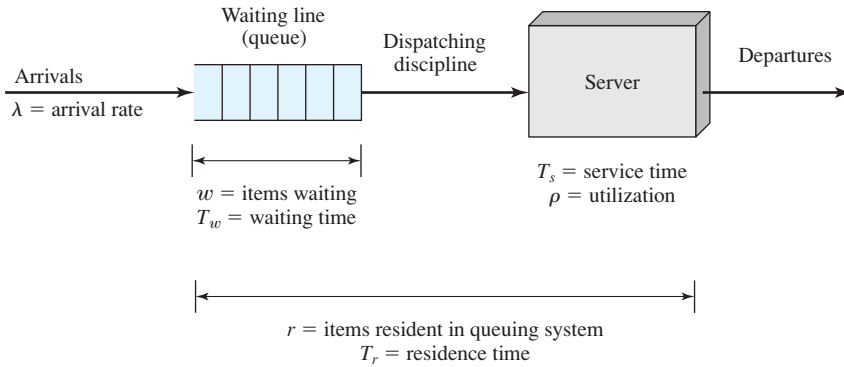 Waiting line
(queue)
Dispatching
discipline
Arrivals
λ = arrival rate
Server
Departures
w = items waiting
T_w = waiting time
T_s = service time
ρ = utilization
r = items resident in queuing system
T_r = residence time